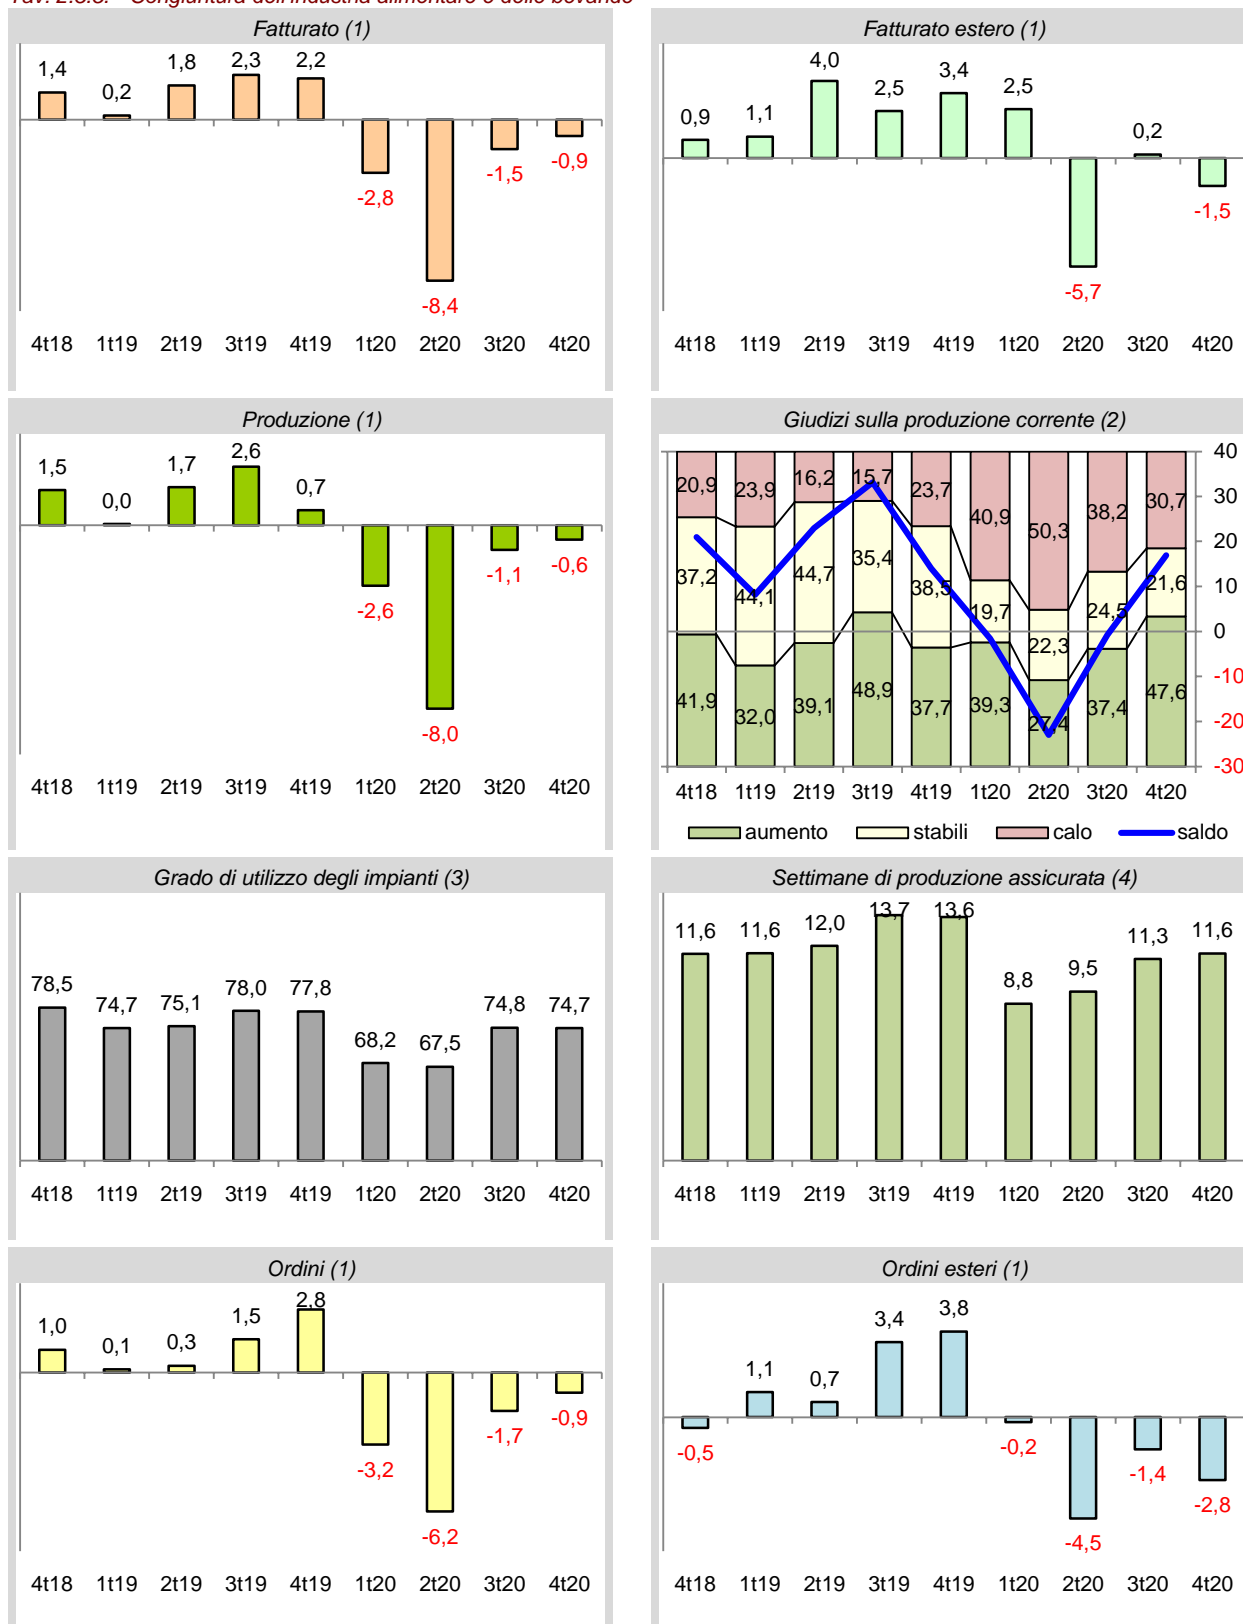 Fatturato (1)
1,4 0,2 1,8 2,3 2,2 -2,8 -8,4 -1,5 -0,9
4t18 1t19 2t19 3t19 4t19 1t20 2t20 3t20 4t20
Fatturato estero (1)
0,9 1,1 4,0 2,5 3,4 2,5 -5,7 0,2 -1,5
4t18 1t19 2t19 3t19 4t19 1t20 2t20 3t20 4t20
Produzione (1)
1,5 0,0 1,7 2,6 0,7 -2,6 -8,0 -1,1 -0,6
4t18 1t19 2t19 3t19 4t19 1t20 2t20 3t20 4t20
Giudizi sulla produzione corrente (2)
20,9 23,9 16,2 15,7 23,7 40,9 50,3 38,2 30,7
37,2 44,1 44,7 35,4 38,5 19,7 22,3 24,5 21,6
41,9 32,0 39,1 48,9 37,7 39,3 27,4 37,4 47,6
40
30
20
10
0
-10
-20
-30
4t18 1t19 2t19 3t19 4t19 1t20 2t20 3t20 4t20
aumento stabili calo saldo
Grado di utilizzo degli impianti (3)
78,5 74,7 75,1 78,0 77,8 68,2 67,5 74,8 74,7
4t18 1t19 2t19 3t19 4t19 1t20 2t20 3t20 4t20
Settimane di produzione assicurata (4)
11,6 11,6 12,0 13,7 13,6 8,8 9,5 11,3 11,6
4t18 1t19 2t19 3t19 4t19 1t20 2t20 3t20 4t20
Ordini (1)
1,0 0,1 0,3 1,5 2,8 -3,2 -6,2 -1,7 -0,9
4t18 1t19 2t19 3t19 4t19 1t20 2t20 3t20 4t20
Ordini esteri (1)
-0,5 1,1 0,7 3,4 3,8 -0,2 -4,5 -1,4 -2,8
4t18 1t19 2t19 3t19 4t19 1t20 2t20 3t20 4t20